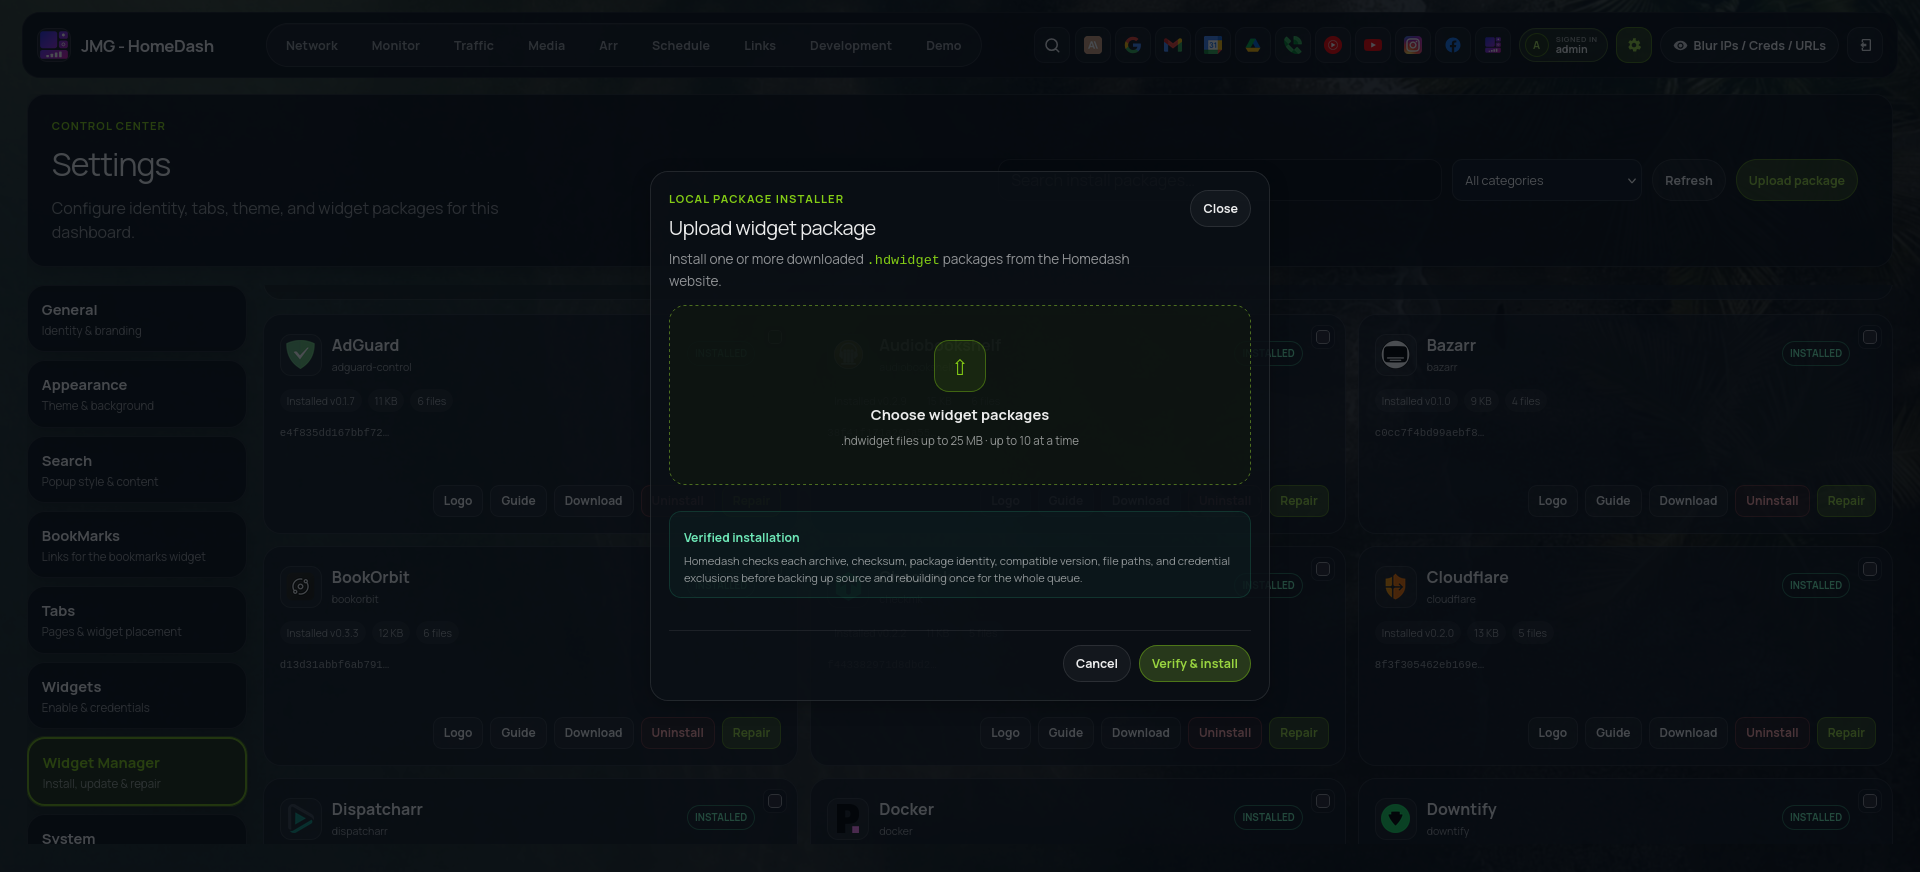 JMG - HomeDash
Network
Monitor
Traffic
Media
Arr
Schedule
Links
Development
Demo
A
SIGNED IN
admin
Blur IPs / Creds / URLs
CONTROL CENTER
Settings
Configure identity, tabs, theme, and widget packages for this
dashboard.
All categories
Refresh
Upload package
LOCAL PACKAGE INSTALLER
Close
Upload widget package
Install one or more downloaded .hdwidget packages from the Homedash
website.
⇧
Choose widget packages
.hdwidget files up to 25 MB · up to 10 at a time
Verified installation
Homedash checks each archive, checksum, package identity, compatible version, file paths, and credential
exclusions before backing up source and rebuilding once for the whole queue.
Cancel
Verify & install
General
Identity & branding
Appearance
Theme & background
Search
Popup style & content
BookMarks
Links for the bookmarks widget
Tabs
Pages & widget placement
Widgets
Enable & credentials
Widget Manager
Install, update & repair
System
AdGuard
adguard-control
Installed v0.1.7
11 KB
6 files
e4f835dd167bbf72…
Logo
Guide
Download
Uninstall
Repair
Audiobookshelf
INSTALLED
Logo
Guide
Download
Uninstall
Repair
Bazarr
bazarr
INSTALLED
Installed v0.1.0
9 KB
4 files
c0cc7f4bd99aebf8…
Logo
Guide
Download
Uninstall
Repair
BookOrbit
bookorbit
Installed v0.3.3
12 KB
6 files
d13d31abbf6ab791…
Logo
Guide
Download
Uninstall
Repair
Logo
Guide
Download
Uninstall
Repair
Cloudflare
cloudflare
INSTALLED
Installed v0.2.0
13 KB
5 files
8f3f305462eb169e…
Logo
Guide
Download
Uninstall
Repair
Dispatcharr
dispatcharr
INSTALLED
Docker
docker
INSTALLED
Downtify
downtify
INSTALLED